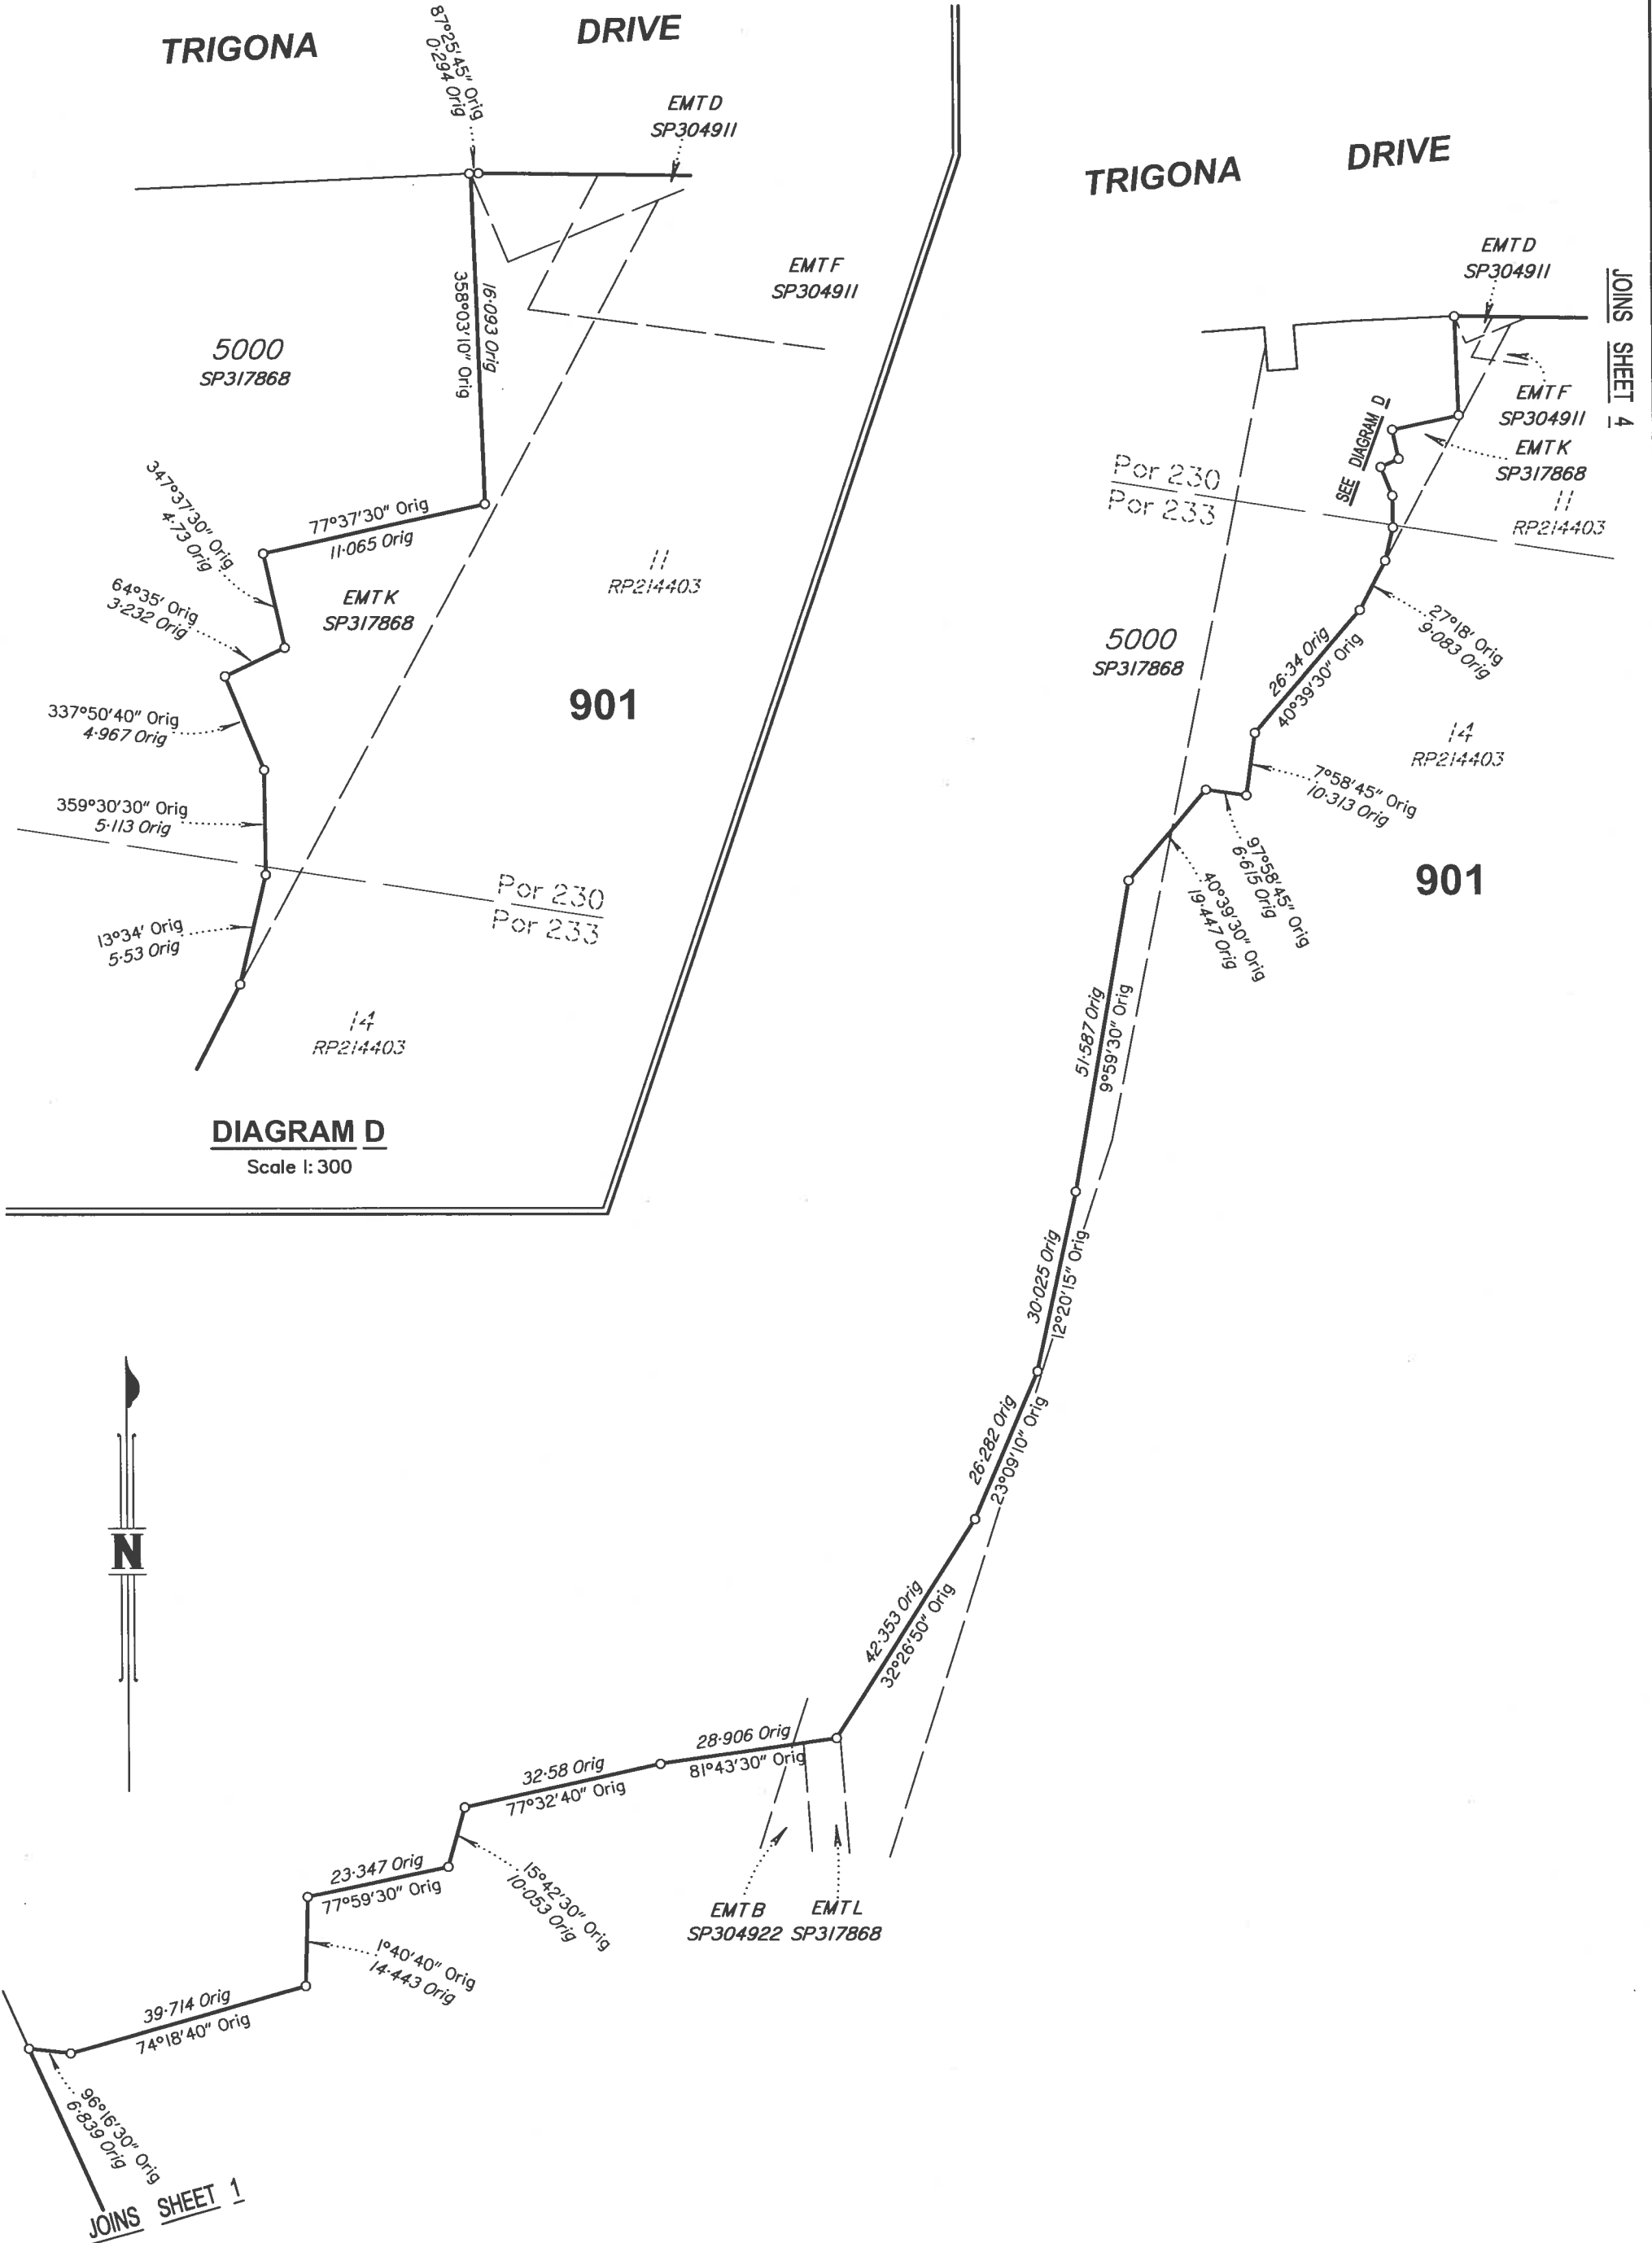 TRIGONA DRIVE
87°25'45" Orig
0·294 Orig
EMT D
SP304911
EMT F
SP304911
16·093 Orig
358°03'10" Orig
5000
SP317868
347°37'30" Orig
4·73 Orig
77°37'30" Orig
11·065 Orig
64°35' Orig
3·232 Orig
EMT K
SP317868
11
RP214403
901
337°50'40" Orig
4·967 Orig
359°30'30" Orig
5·113 Orig
Por 230
Por 233
13°34' Orig
5·53 Orig
14
RP214403
DIAGRAM D
Scale 1:300
TRIGONA DRIVE
EMT D
SP304911
JOINS SHEET 4
EMT F
SP304911
EMT K
SP317868
SEE DIAGRAM D
11
RP214403
Por 230
Por 233
27°18' Orig
9·083 Orig
5000
SP317868
26·34 Orig
40°39'30" Orig
14
RP214403
7°58'45" Orig
10·313 Orig
97°58'45" Orig
6·615 Orig
40°39'30" Orig
19·447 Orig
901
51·587 Orig
9°59'30" Orig
30·025 Orig
12°20'15" Orig
26·282 Orig
23°09'10" Orig
42·353 Orig
32°26'50" Orig
N
28·906 Orig
81°43'30" Orig
32·58 Orig
77°32'40" Orig
15°42'30" Orig
10·053 Orig
23·347 Orig
77°59'30" Orig
EMT B
SP304922
EMT L
SP317868
1°40'40" Orig
14·443 Orig
39·714 Orig
74°18'40" Orig
96°16'30" Orig
6·839 Orig
JOINS SHEET 1